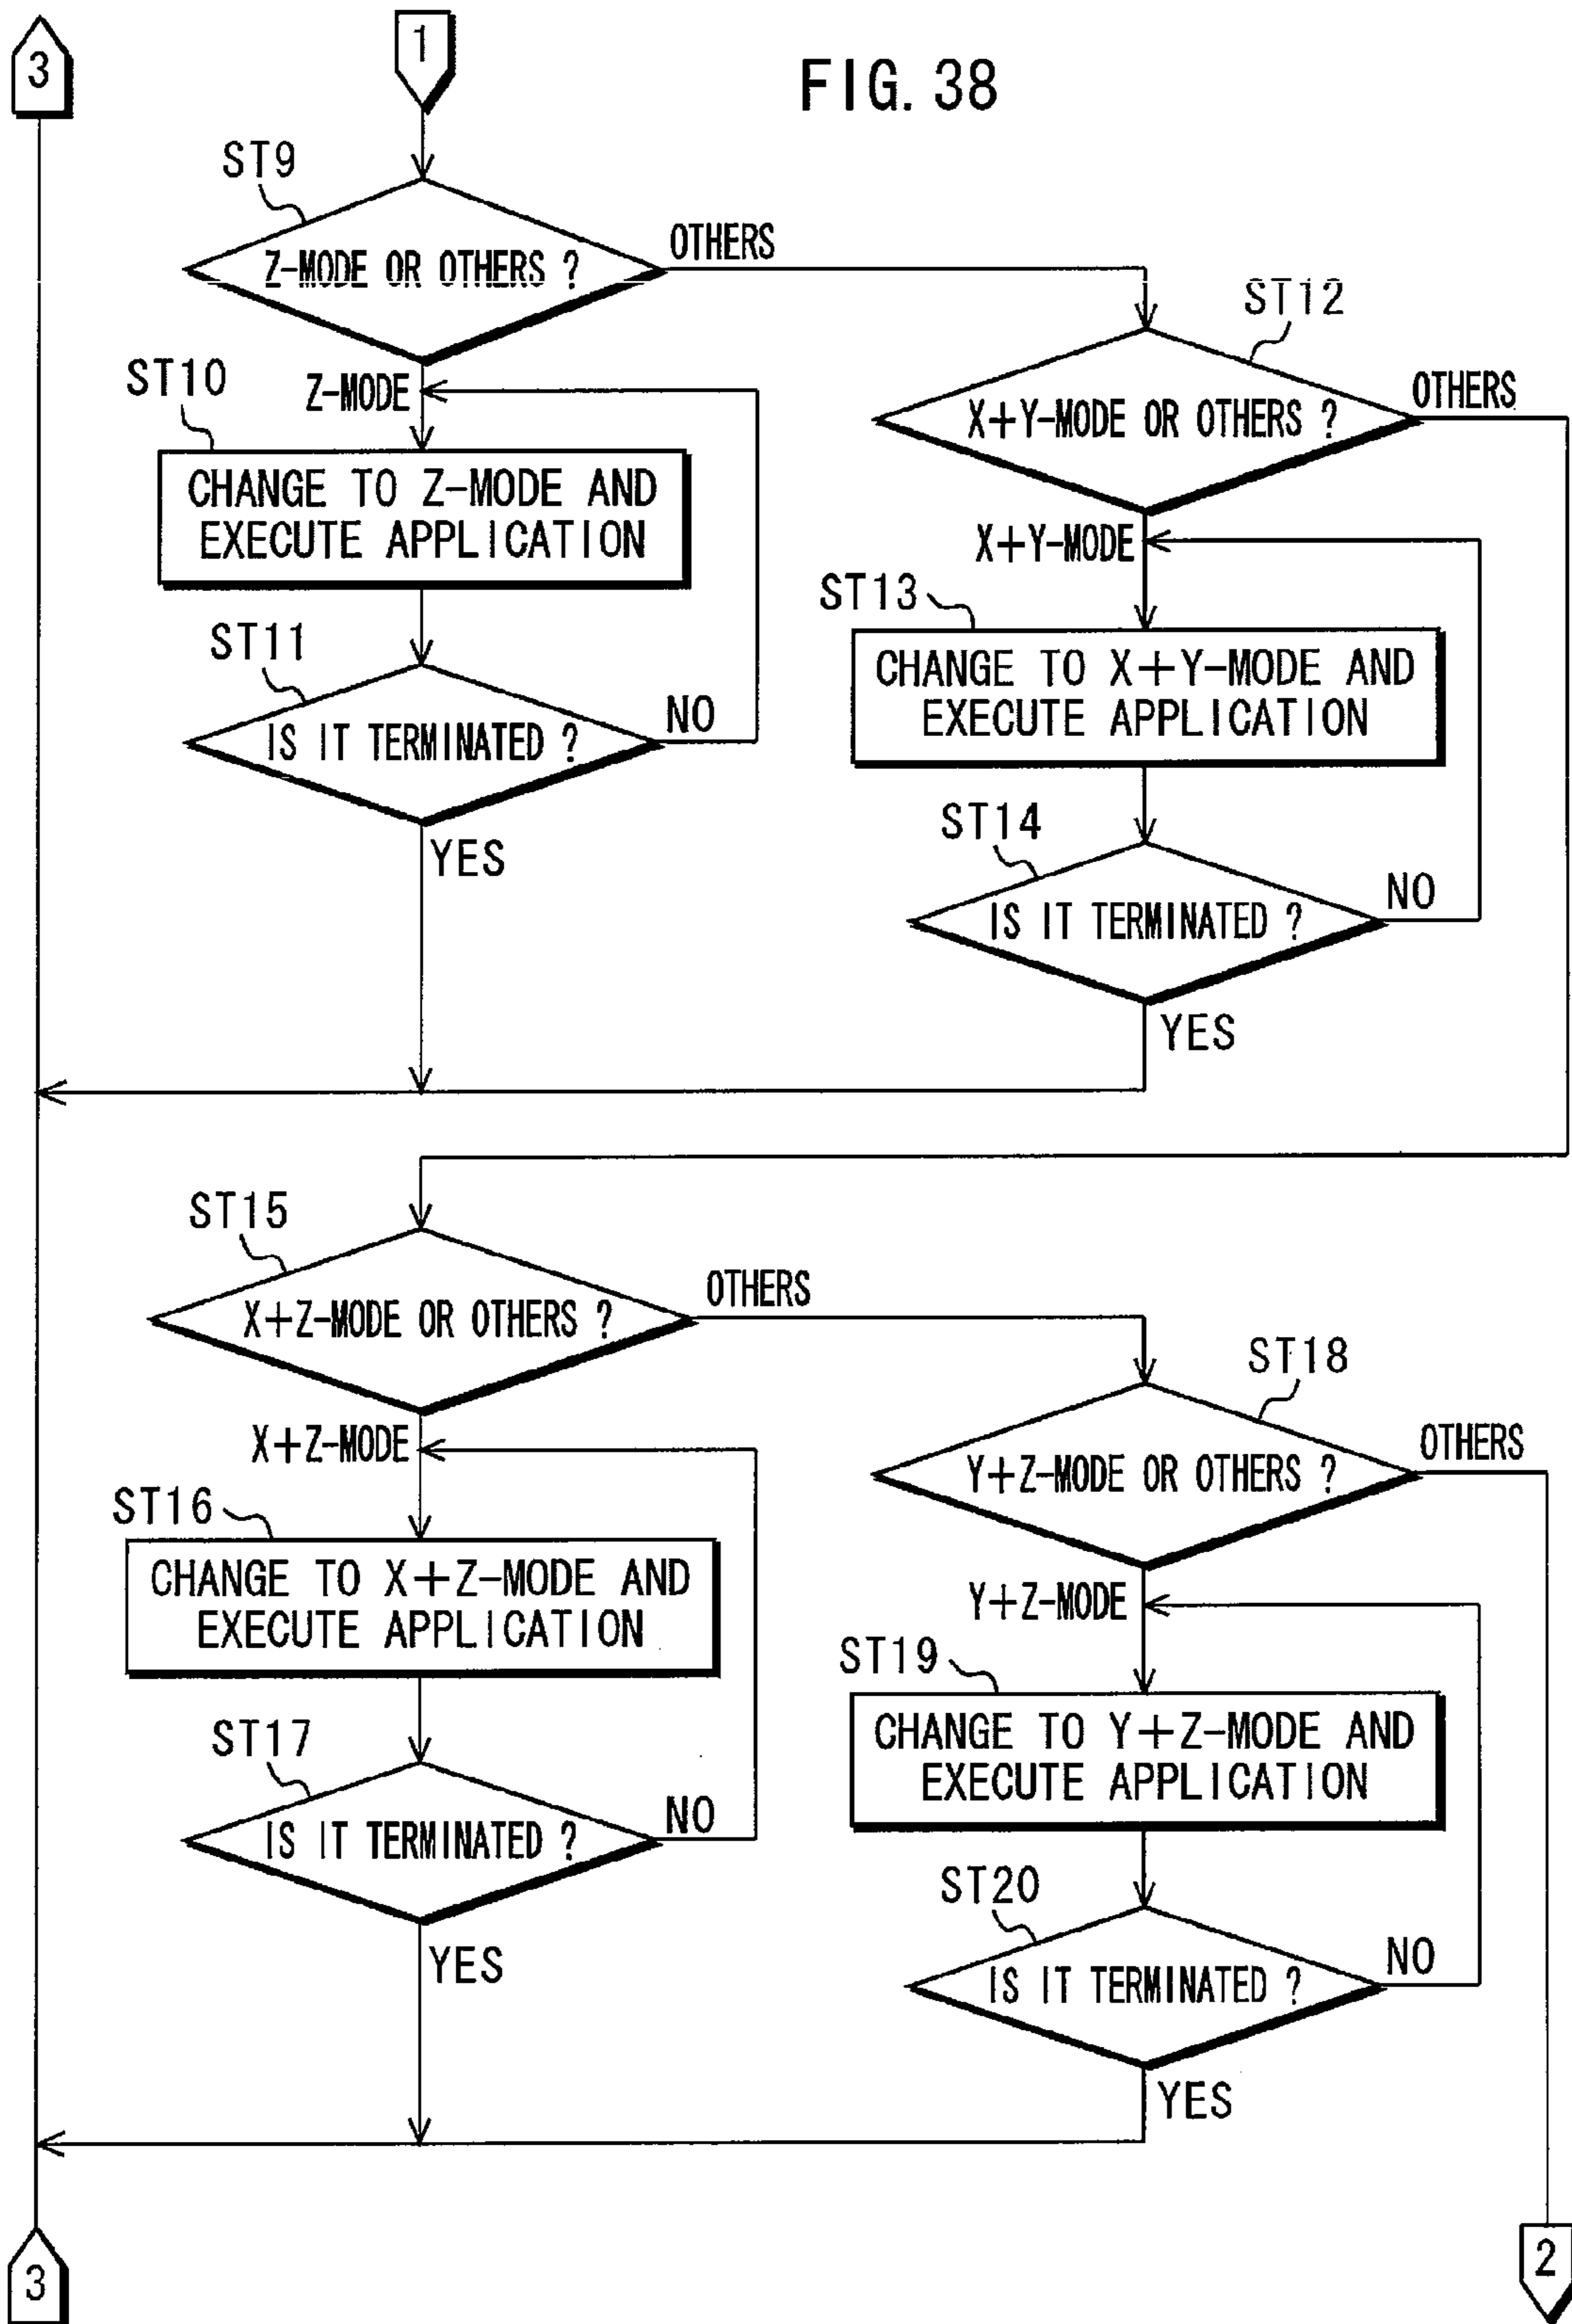 3
1
FIG. 38
ST9
Z-MODE OR OTHERS ?
OTHERS
ST12
X+Y-MODE OR OTHERS ?
OTHERS
ST10
Z-MODE
CHANGE TO Z-MODE AND
EXECUTE APPLICATION
X+Y-MODE
ST13
CHANGE TO X+Y-MODE AND
EXECUTE APPLICATION
ST11
IS IT TERMINATED ?
NO
YES
ST14
IS IT TERMINATED ?
NO
YES
ST15
X+Z-MODE OR OTHERS ?
OTHERS
ST18
Y+Z-MODE OR OTHERS ?
OTHERS
X+Z-MODE
ST16
CHANGE TO X+Z-MODE AND
EXECUTE APPLICATION
Y+Z-MODE
ST19
CHANGE TO Y+Z-MODE AND
EXECUTE APPLICATION
ST17
IS IT TERMINATED ?
NO
YES
ST20
IS IT TERMINATED ?
NO
YES
3
2